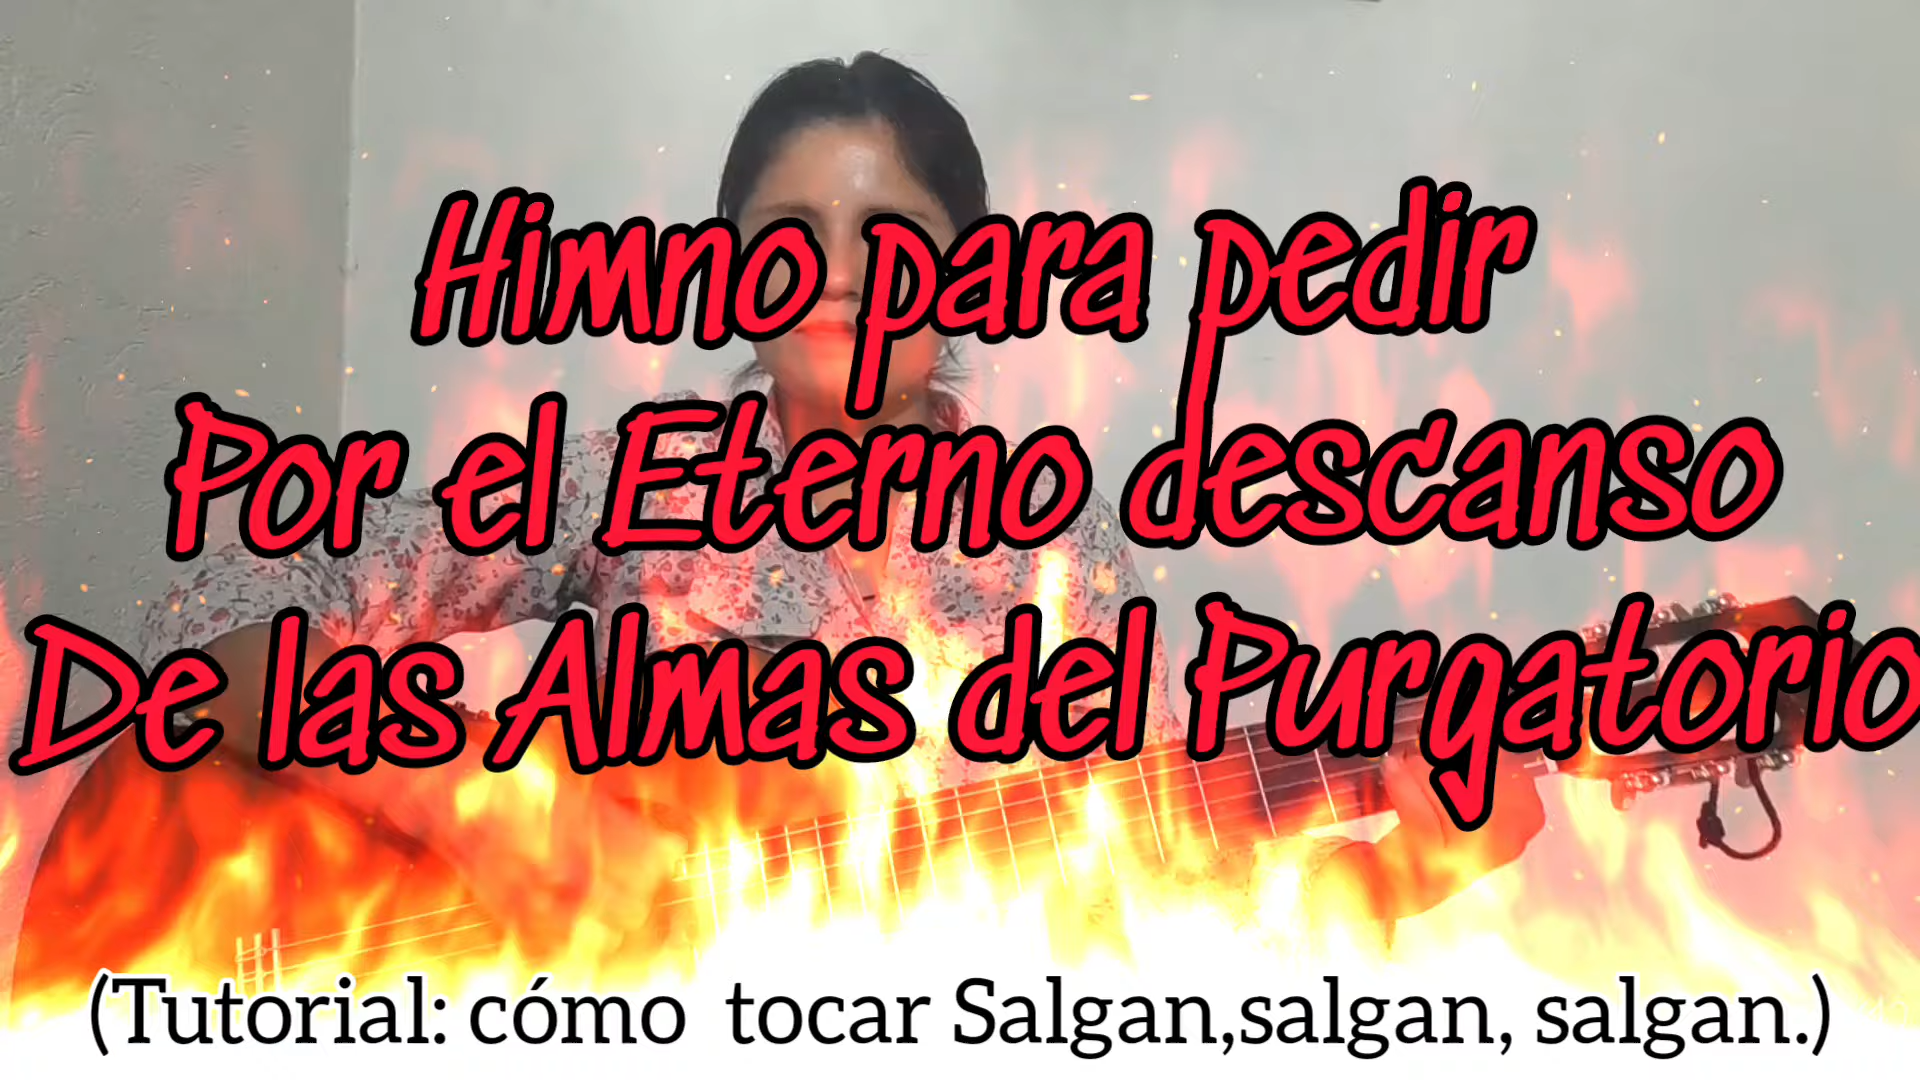 Himno para pedir
Por el Eterno descanso
De las Almas del Purgatorio
(Tutorial: cómo tocar Salgan,salgan, salgan.)